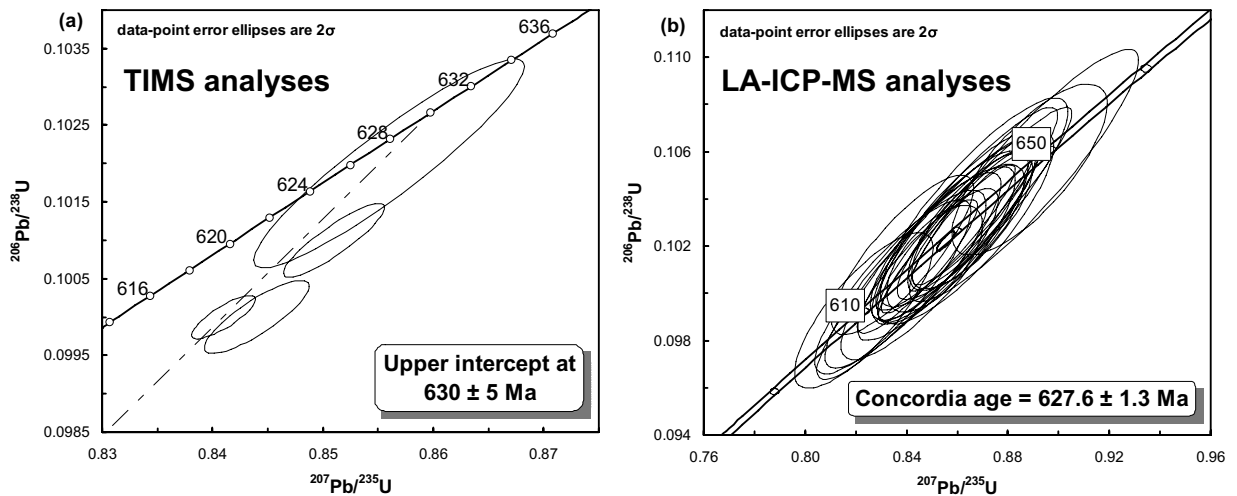 (a)
data-point error ellipses are 2σ
TIMS analyses
636
632
628
624
620
616
0.1035
0.1025
0.1015
0.1005
0.0995
0.0985
²⁰⁶Pb/²³⁸U
Upper intercept at
630 ± 5 Ma
0.83 0.84 0.85 0.86 0.87
²⁰⁷Pb/²³⁵U
(b)
data-point error ellipses are 2σ
LA-ICP-MS analyses
650
610
0.110
0.106
0.102
0.098
0.094
²⁰⁶Pb/²³⁸U
Concordia age = 627.6 ± 1.3 Ma
0.76 0.80 0.84 0.88 0.92 0.96
²⁰⁷Pb/²³⁵U